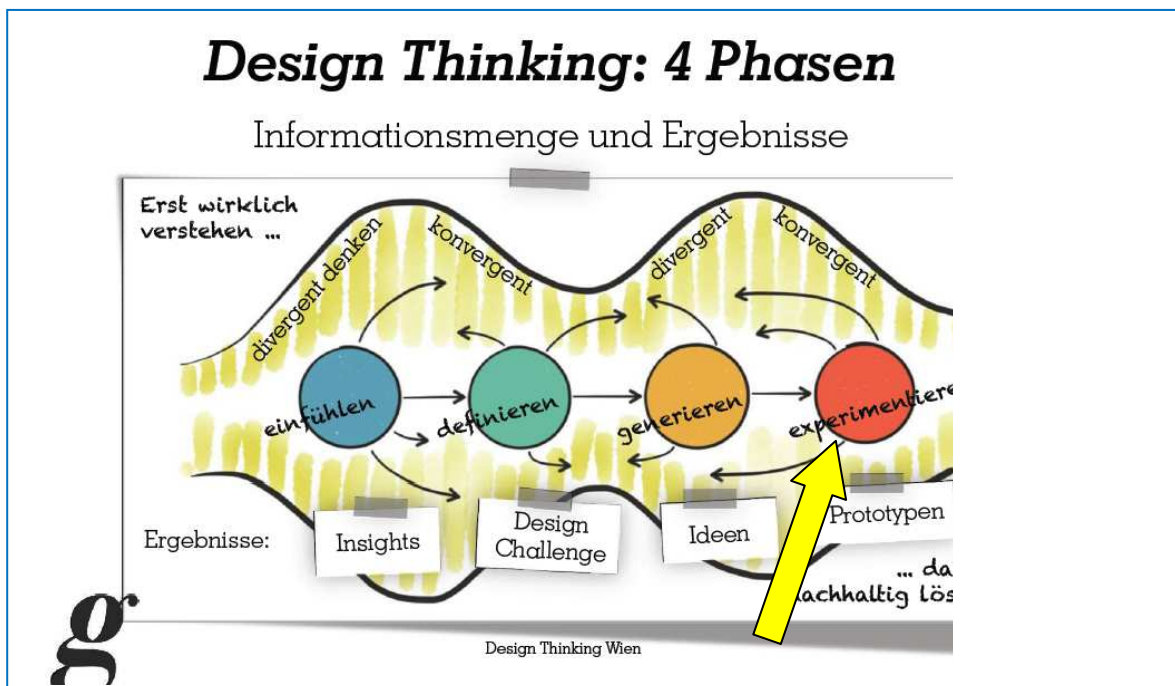 Design Thinking: 4 Phasen
Informationsmenge und Ergebnisse
Erst wirklich
verstehen ...
divergent denken
konvergent
divergent
konvergent
einfühlen
definieren
generieren
experimentiere
Ergebnisse:
Insights
Design
Challenge
Ideen
Prototypen
... da
nachhaltig lös
g
Design Thinking Wien